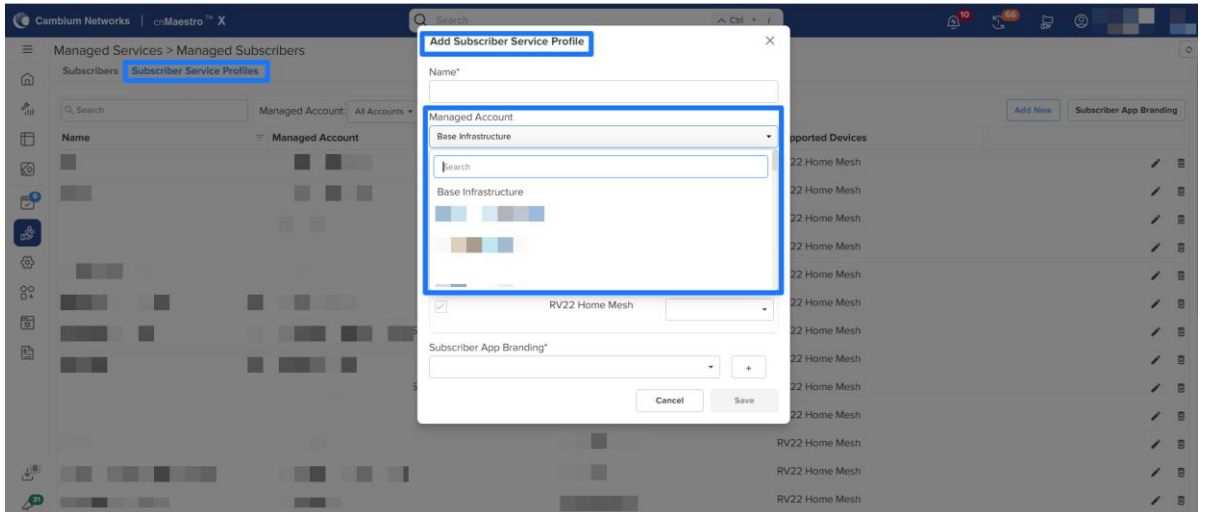 Cambium Networks | cnMaestro™ X
Search
Ctrl + /
10
66
Managed Services > Managed Subscribers
Subscribers Subscriber Service Profiles
Search Managed Account: All Accounts Add New Subscriber App Branding
Name Managed Account pported Devices
22 Home Mesh
22 Home Mesh
22 Home Mesh
22 Home Mesh
22 Home Mesh
22 Home Mesh
22 Home Mesh
22 Home Mesh
22 Home Mesh
22 Home Mesh
RV22 Home Mesh
RV22 Home Mesh
RV22 Home Mesh
6
0
31
Add Subscriber Service Profile
Name*
Managed Account
Base Infrastructure
Search
Base Infrastructure
RV22 Home Mesh
Subscriber App Branding*
+
Cancel Save